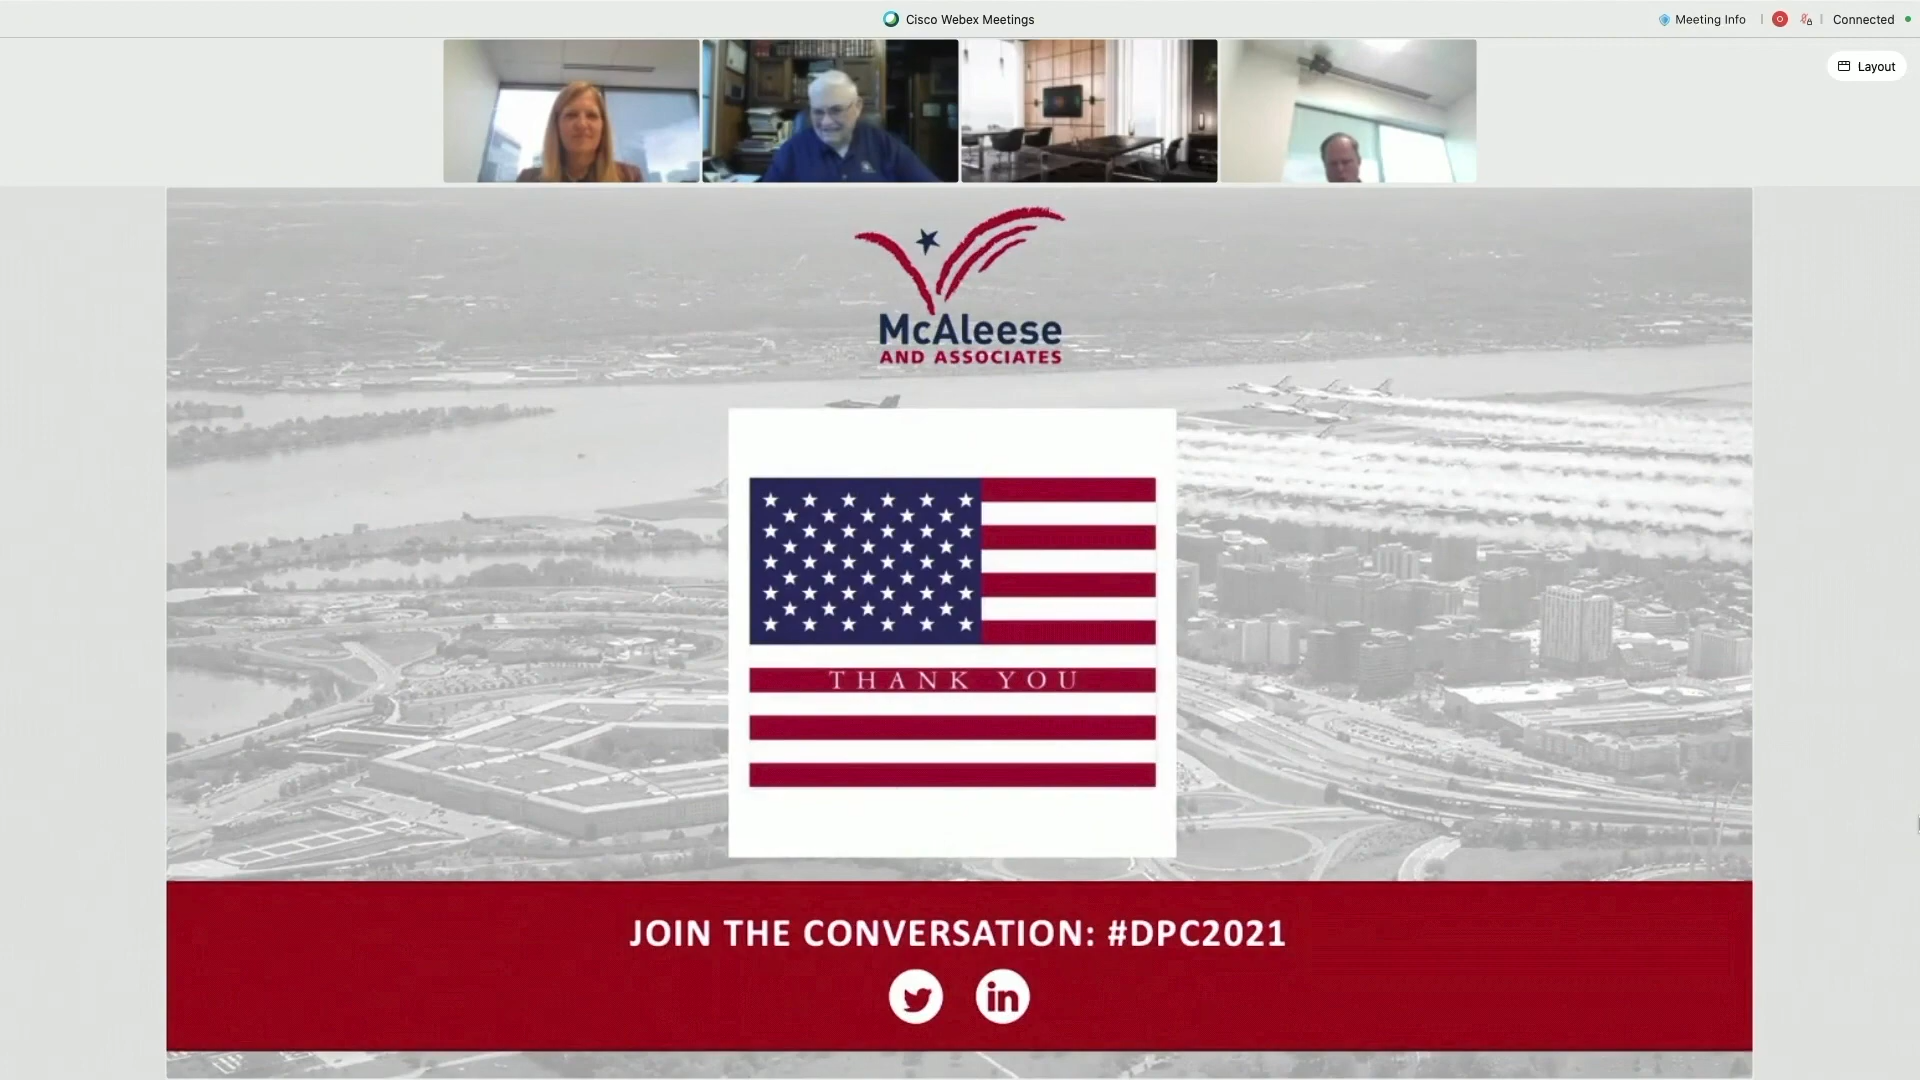 Cisco Webex Meetings
Meeting Info
Connected
Layout
McAleese
AND ASSOCIATES
THANK YOU
JOIN THE CONVERSATION: #DPC2021
in